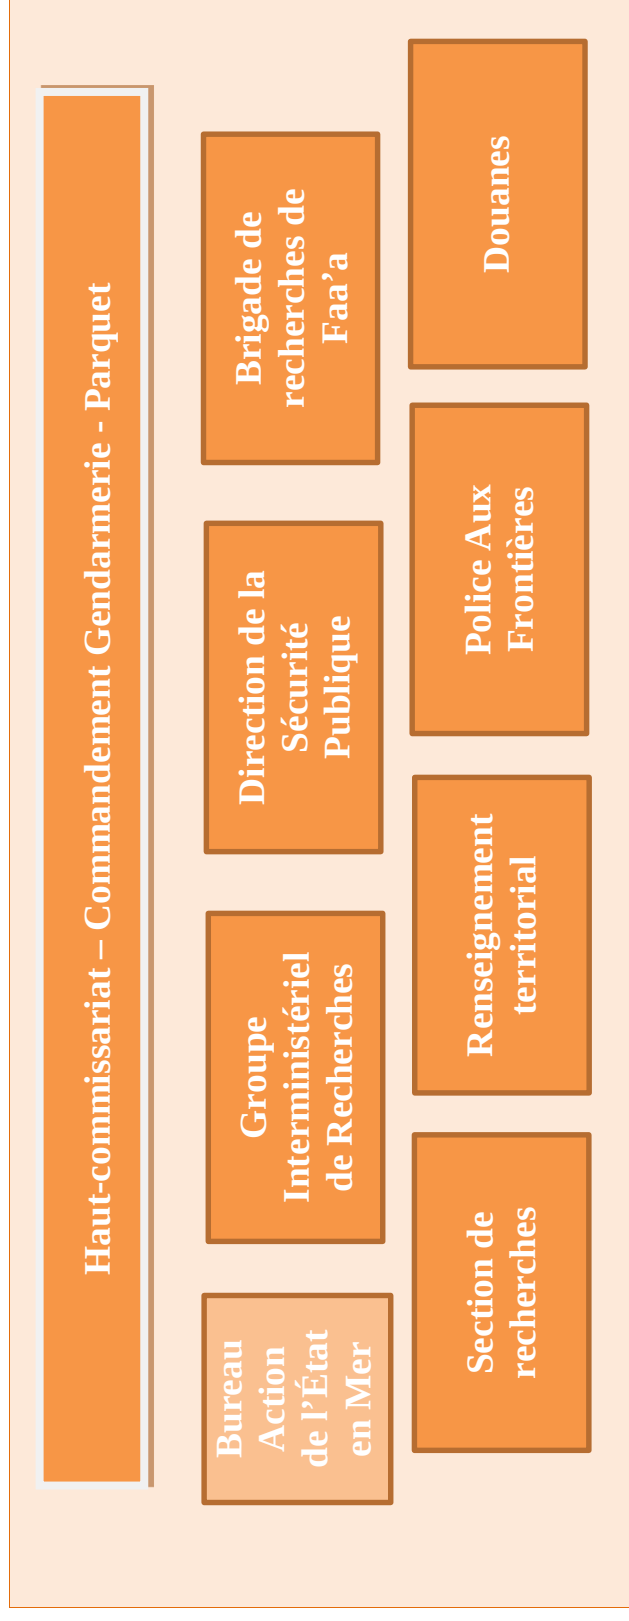 Haut-commissariat – Commandement Gendarmerie - Parquet
Bureau
Action
de l’État
en Mer
Groupe
Interministériel
de Recherches
Direction de la
Sécurité
Publique
Brigade de
recherches de
Faa’a
Section de
recherches
Renseignement
territorial
Police Aux
Frontières
Douanes